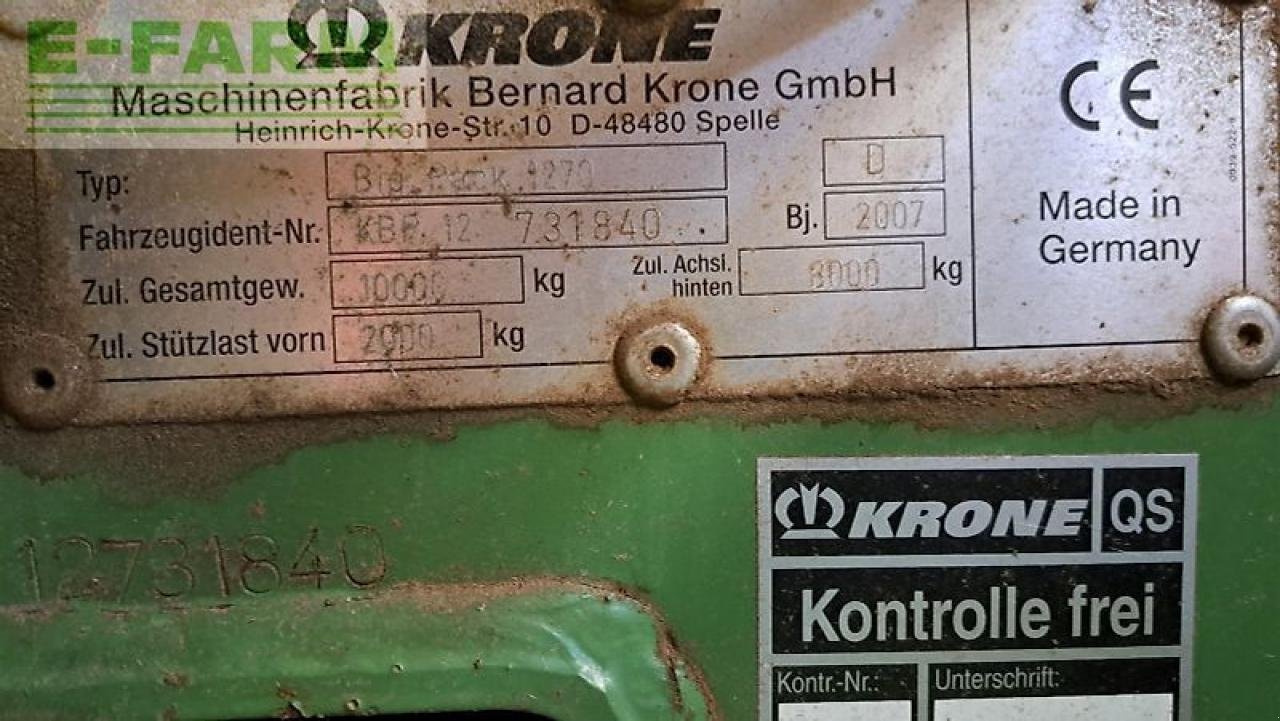 E-FARM
KRONE
Maschinenfabrik Bernard Krone GmbH
Heinrich-Krone-Str. 10 D-48480 Spelle
Typ: Big Pack 1270 D
Fahrzeugident-Nr. 12 731840 Bj. 2007
Zul. Gesamtgew. 10000 kg Zul. Achsl. hinten 8000 kg
Zul. Stützlast vorn 2000 kg
CE
Made in
Germany
12731840
KRONE QS
Kontrolle frei
Kontr.-Nr.: Unterschrift: